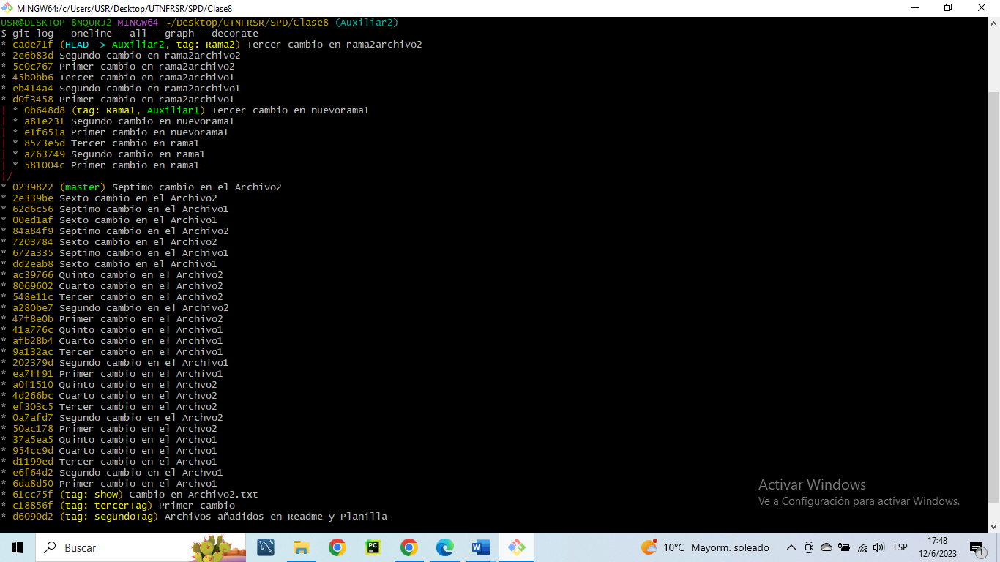 MINGW64:/c/Users/USR/Desktop/UTNFRSR/SPD/Clase8
USR@DESKTOP-8NQURJ2 MINGW64 ~/Desktop/UTNFRSR/SPD/Clase8 (Auxiliar2)
$ git log --oneline --all --graph --decorate
* cade71f (HEAD -> Auxiliar2, tag: Rama2) Tercer cambio en rama2archivo2
* 2e6b83d Segundo cambio en rama2archivo2
* 5c0c767 Primer cambio en rama2archivo2
* 45b0bb6 Tercer cambio en rama2archivo1
* eb414a4 Segundo cambio en rama2archivo1
* d0f3458 Primer cambio en rama2archivo1
| * 0b648d8 (tag: Rama1, Auxiliar1) Tercer cambio en nuevorama1
| * a81e231 Segundo cambio en nuevorama1
| * e1f651a Primer cambio en nuevorama1
| * 8573e5d Tercer cambio en rama1
| * a763749 Segundo cambio en rama1
| * 581004c Primer cambio en rama1
|/
* 0239822 (master) Septimo cambio en el Archivo2
* 2e339be Sexto cambio en el Archivo2
* 62d6c56 Septimo cambio en el Archivo1
* 00ed1af Sexto cambio en el Archivo1
* 84a84f9 Septimo cambio en el Archivo2
* 7203784 Sexto cambio en el Archivo2
* 672a335 Septimo cambio en el Archivo1
* dd2eab8 Sexto cambio en el Archivo1
* ac39766 Quinto cambio en el Archivo2
* 8069602 Cuarto cambio en el Archivo2
* 548e11c Tercer cambio en el Archivo2
* a280be7 Segundo cambio en el Archivo2
* 47f8e0b Primer cambio en el Archivo2
* 41a776c Quinto cambio en el Archivo1
* afb28b4 Cuarto cambio en el Archivo1
* 9a132ac Tercer cambio en el Archivo1
* 202379d Segundo cambio en el Archivo1
* ea7ff91 Primer cambio en el Archivo1
* a0f1510 Quinto cambio en el Archvo2
* 4d266bc Cuarto cambio en el Archvo2
* ef303c5 Tercer cambio en el Archvo2
* 0a7afd7 Segundo cambio en el Archvo2
* 50ac178 Primer cambio en el Archvo2
* 37a5ea5 Quinto cambio en el Archvo1
* 954cc9d Cuarto cambio en el Archvo1
* d1199ed Tercer cambio en el Archvo1
* e6f64d2 Segundo cambio en el Archvo1
* 6da8d50 Primer cambio en el Archvo1
* 61cc75f (tag: show) Cambio en Archivo2.txt
* c18856f (tag: tercerTag) Primer cambio
* d6090d2 (tag: segundoTag) Archivos añadidos en Readme y Planilla
Activar Windows
Ve a Configuración para activar Windows.
Buscar
PC
W
10°C Mayorm. soleado
ESP
17:48
12/6/2023
1